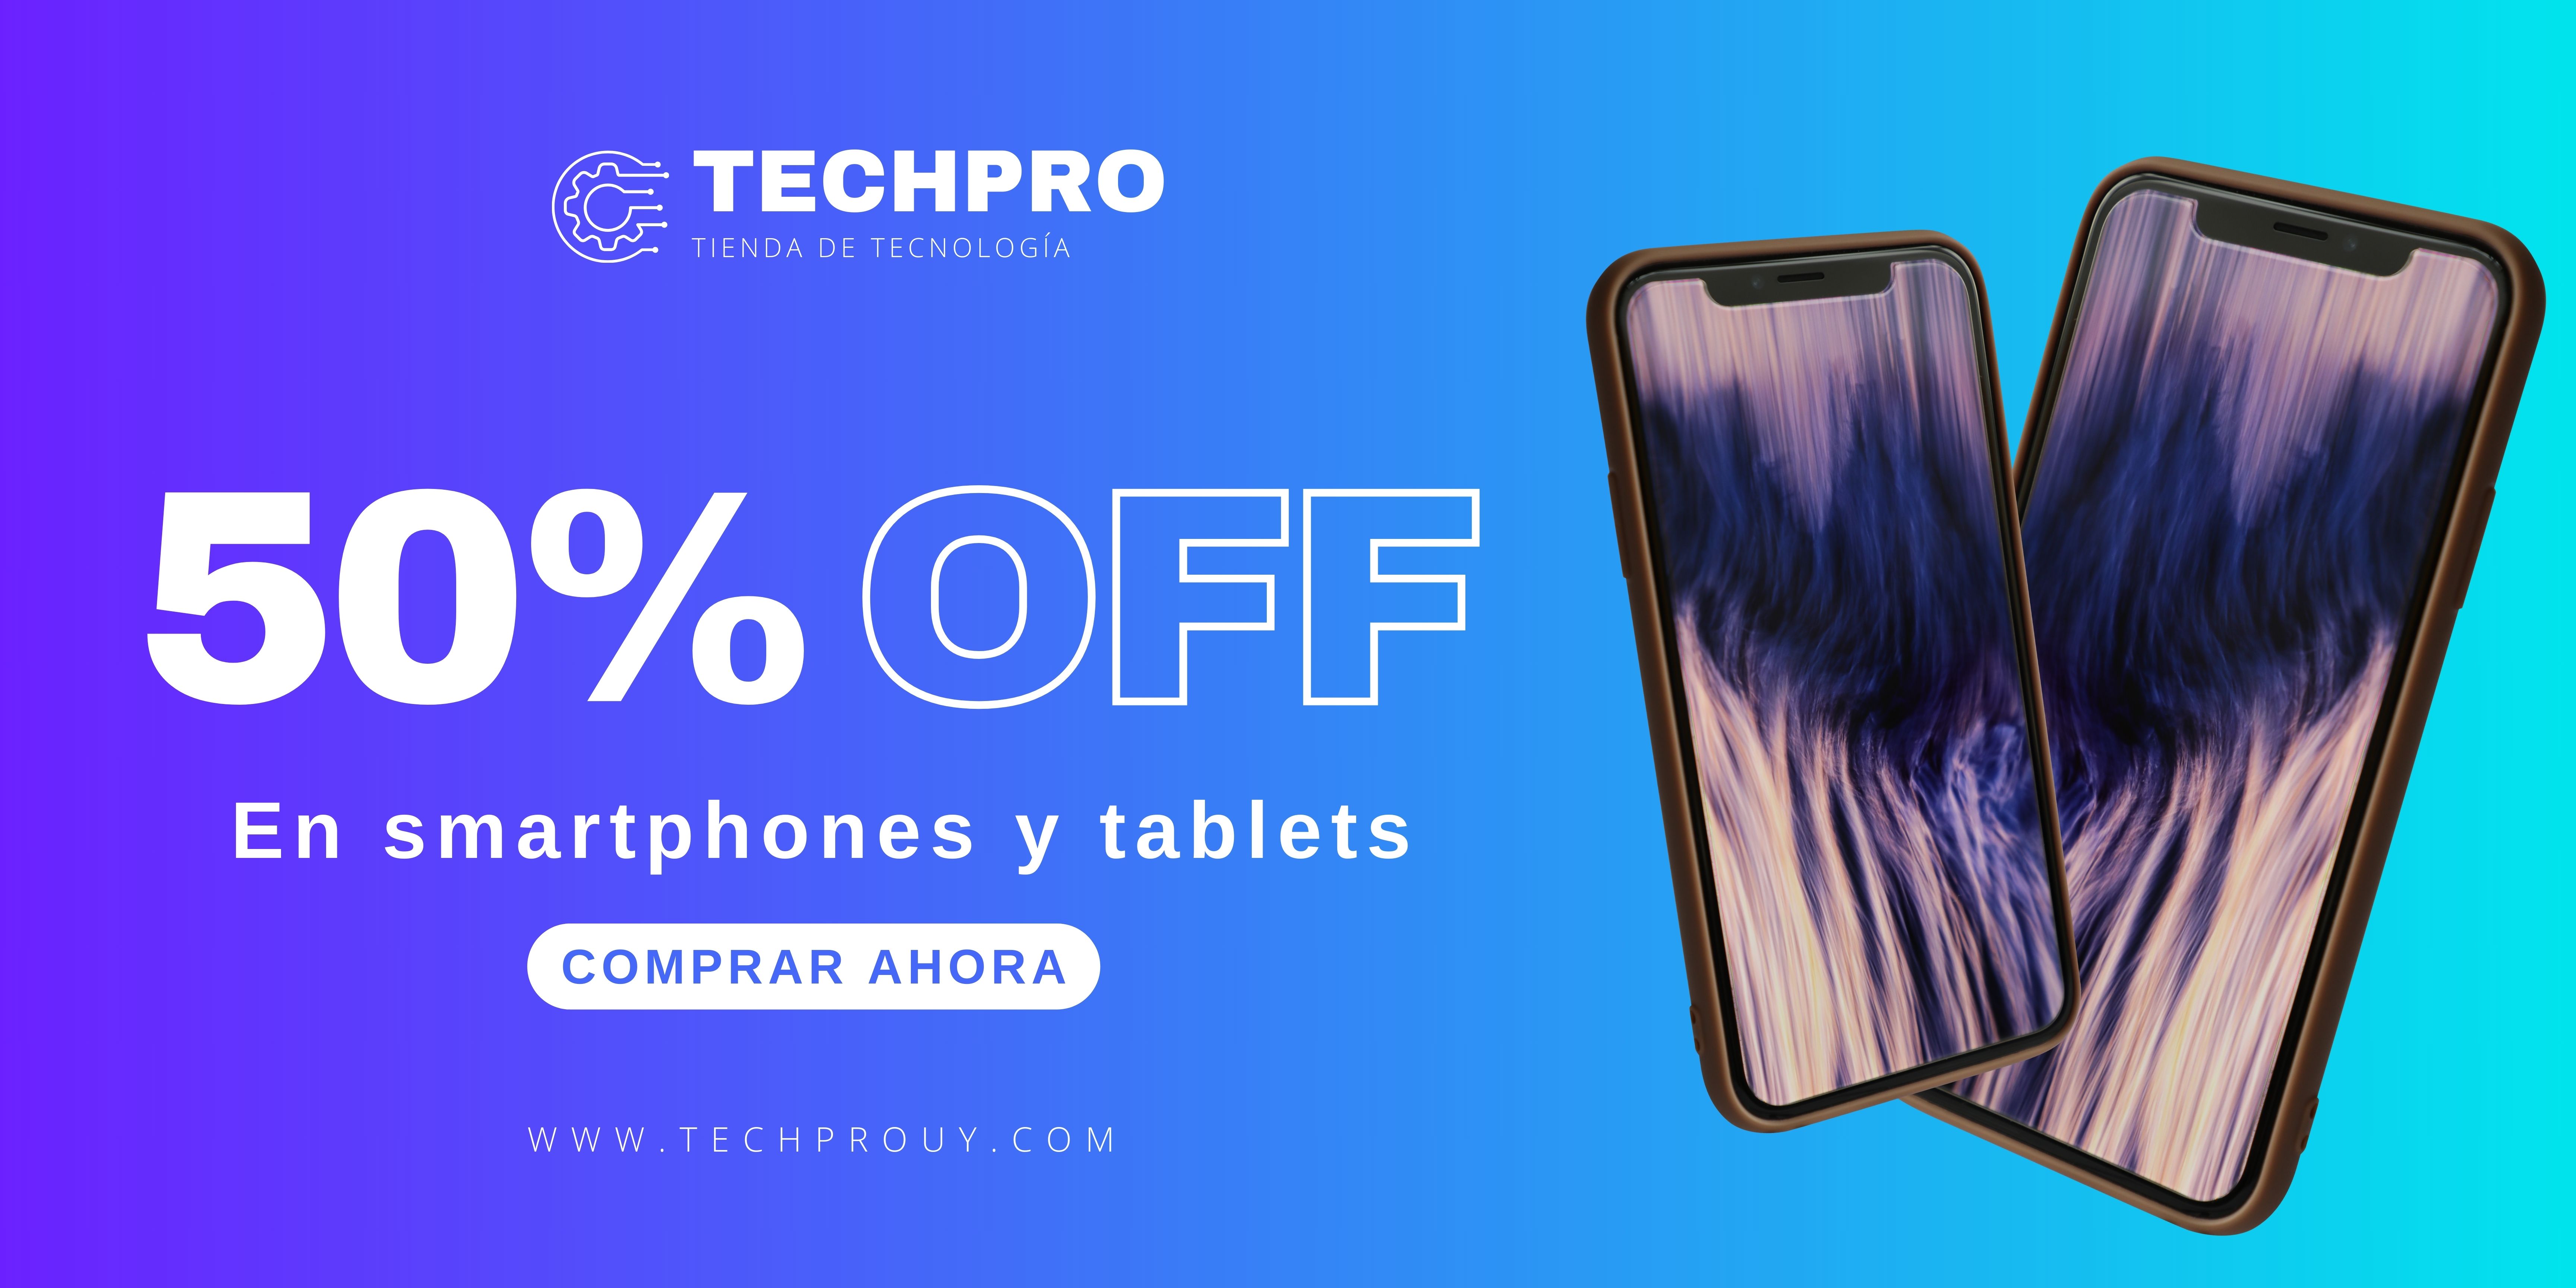 TECHPRO
TIENDA DE TECNOLOGÍA
50% OFF
En smartphones y tablets
COMPRAR AHORA
WWW.TECHPROUY.COM